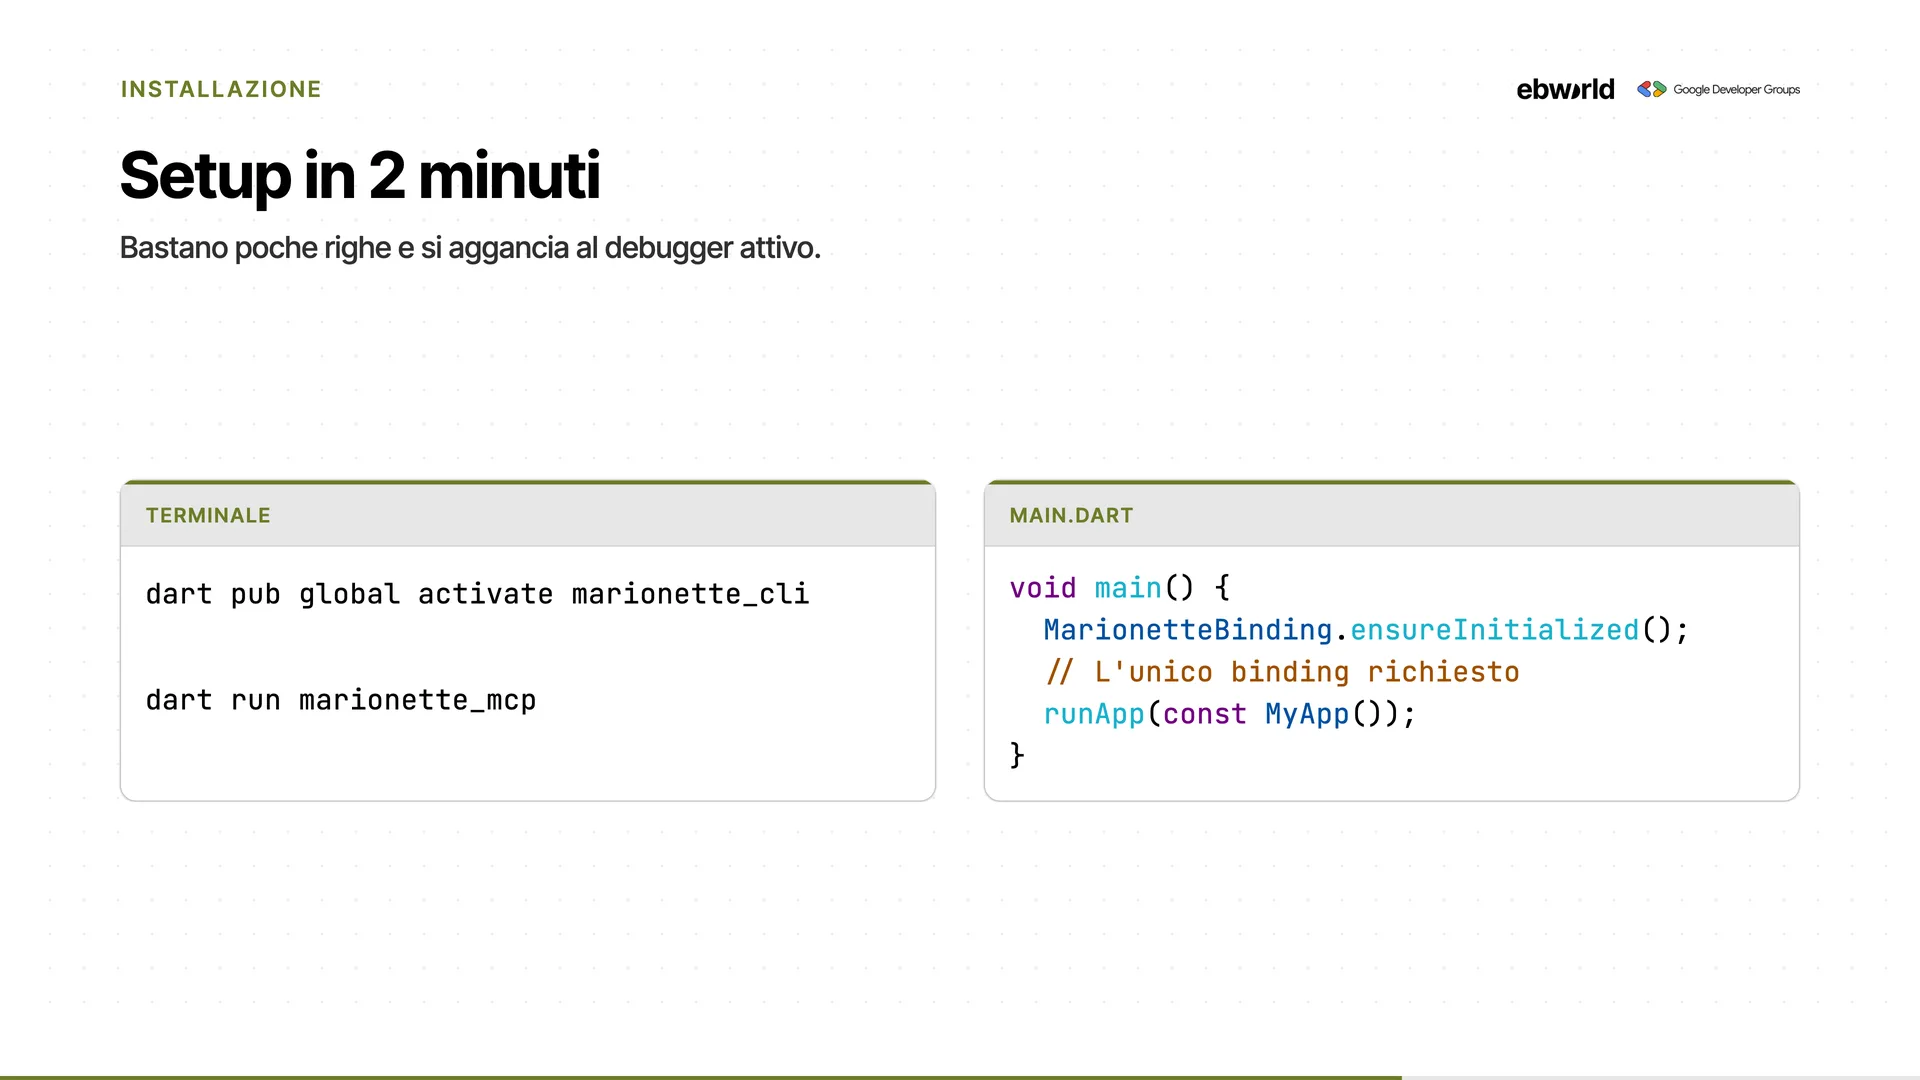 INSTALLAZIONE
ebworld
Google Developer Groups
Setup in 2 minuti
Bastano poche righe e si aggancia al debugger attivo.
TERMINALE
dart pub global activate marionette_cli
dart run marionette_mcp
MAIN.DART
void main() {
  MarionetteBinding.ensureInitialized();
  // L'unico binding richiesto
  runApp(const MyApp());
}